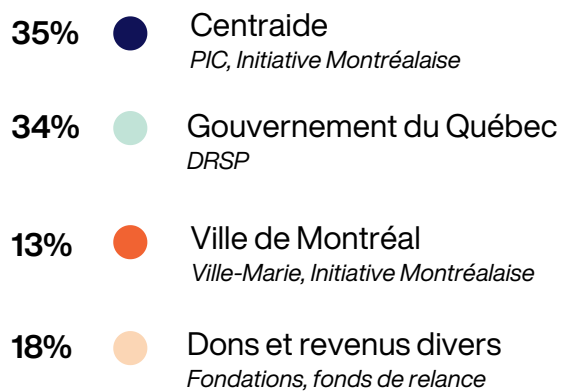 35% Centraide
PIC, Initiative Montréalaise
34% Gouvernement du Québec
DRSP
13% Ville de Montréal
Ville-Marie, Initiative Montréalaise
18% Dons et revenus divers
Fondations, fonds de relance